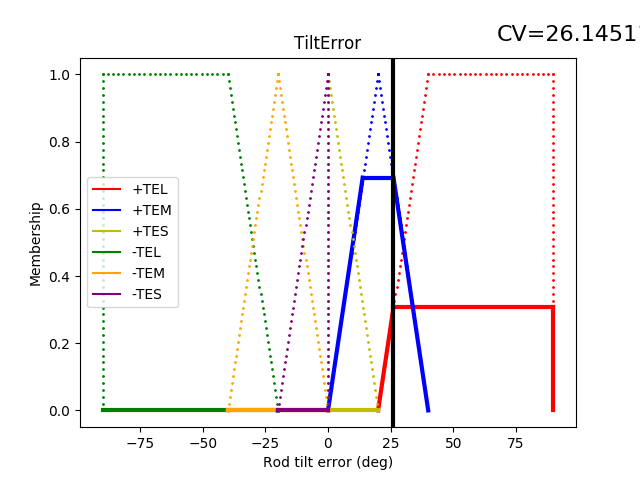 CV=26.1451
TiltError
1.0
0.8
0.6
0.4
0.2
0.0
Membership
+TEL
+TEM
+TES
-TEL
-TEM
-TES
−75 −50 −25 0 25 50 75
Rod tilt error (deg)